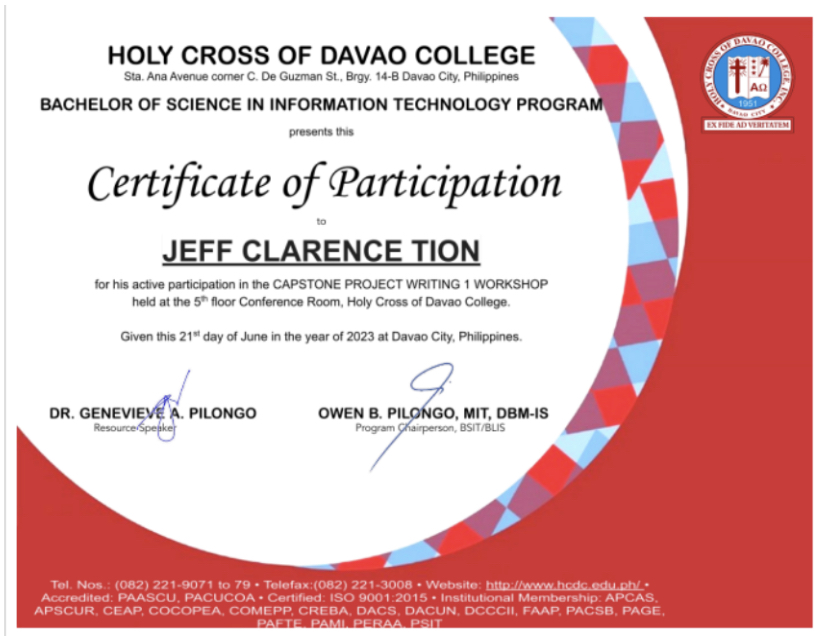 HOLY CROSS OF DAVAO COLLEGE
Sta. Ana Avenue corner C. De Guzman St., Brgy. 14-B Davao City, Philippines
BACHELOR OF SCIENCE IN INFORMATION TECHNOLOGY PROGRAM
presents this
Certificate of Participation
to
JEFF CLARENCE TION
for his active participation in the CAPSTONE PROJECT WRITING 1 WORKSHOP
held at the 5th floor Conference Room, Holy Cross of Davao College.
Given this 21st day of June in the year of 2023 at Davao City, Philippines.
DR. GENEVIEVE A. PILONGO
Resource Speaker
OWEN B. PILONGO, MIT, DBM-IS
Program Chairperson, BSIT/BLIS
HOLY CROSS OF DAVAO COLLEGE, INC.
ΑΩ
1951
DAVAO CITY
EX FIDE AD VERITATEM
Tel. Nos.: (082) 221-9071 to 79 • Telefax:(082) 221-3008 • Website: http://www.hcdc.edu.ph/ •
Accredited: PAASCU, PACUCOA • Certified: ISO 9001:2015 • Institutional Membership: APCAS,
APSCUR, CEAP, COCOPEA, COMEPP, CREBA, DACS, DACUN, DCCCII, FAAP, PACSB, PAGE,
PAFTE, PAMI, PERAA, PSIT